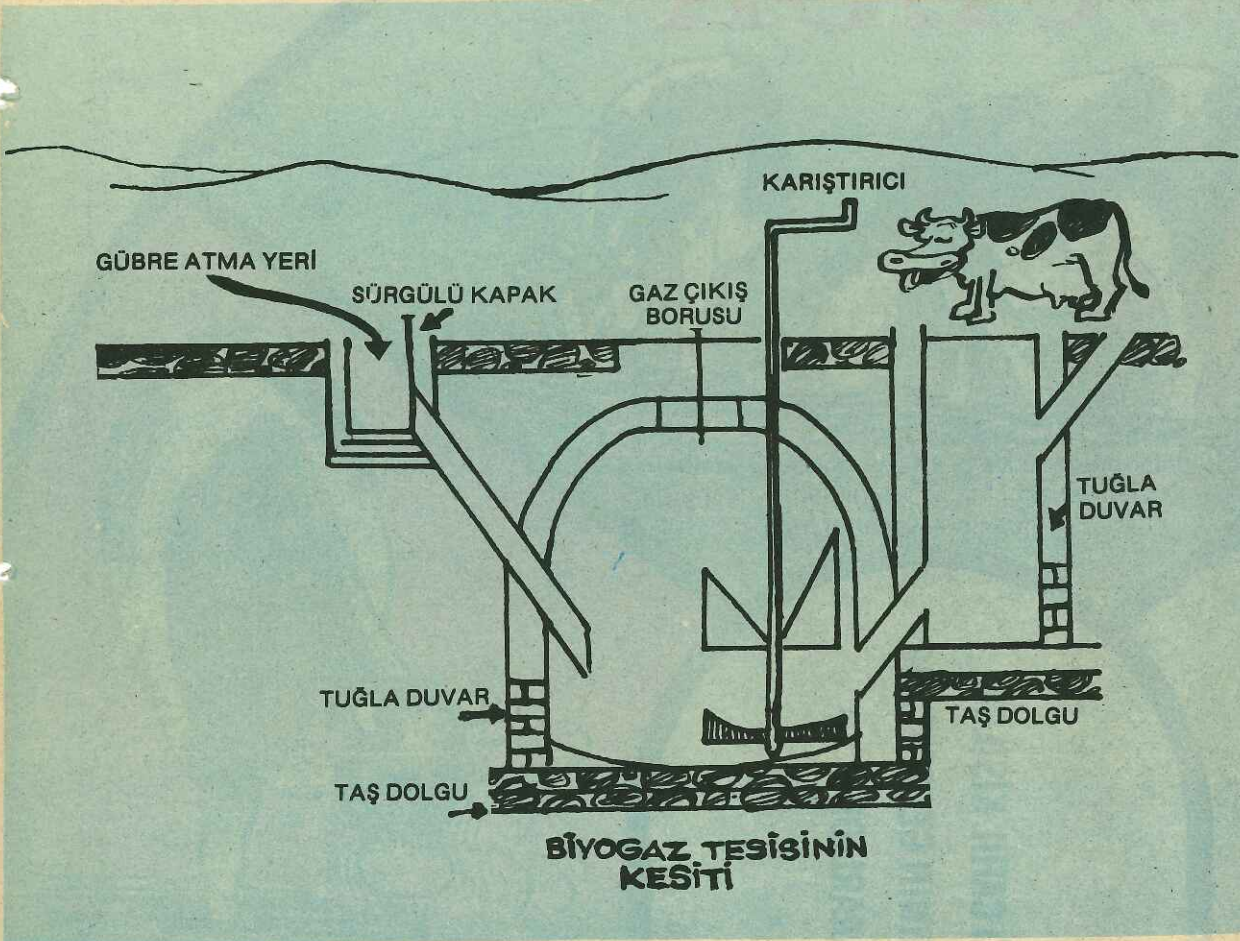 KARIŞTIRICI
GÜBRE ATMA YERİ
SÜRGÜLÜ KAPAK
GAZ ÇIKIŞ
BORUSU
TUĞLA
DUVAR
TUĞLA DUVAR
TAŞ DOLGU
TAŞ DOLGU
BİYOGAZ TESİSİNİN
KESİTİ